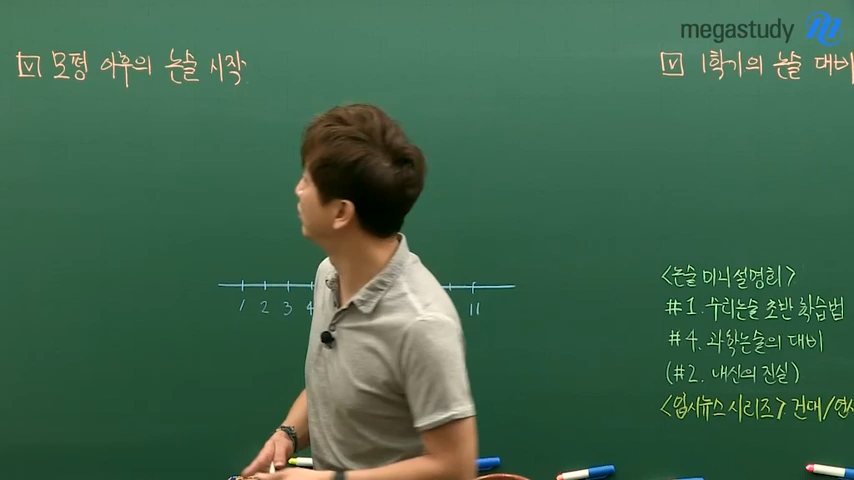 megastudy
모평 이후의 논술 시작
1학기의 논술 대비
1 2 3 4 11
<논술 미니설명회>
#1. 수리논술 초반 학습법
#4. 과학논술의 대비
(#2. 내신의 진실)
<입시뉴스 시리즈> 건대/연세